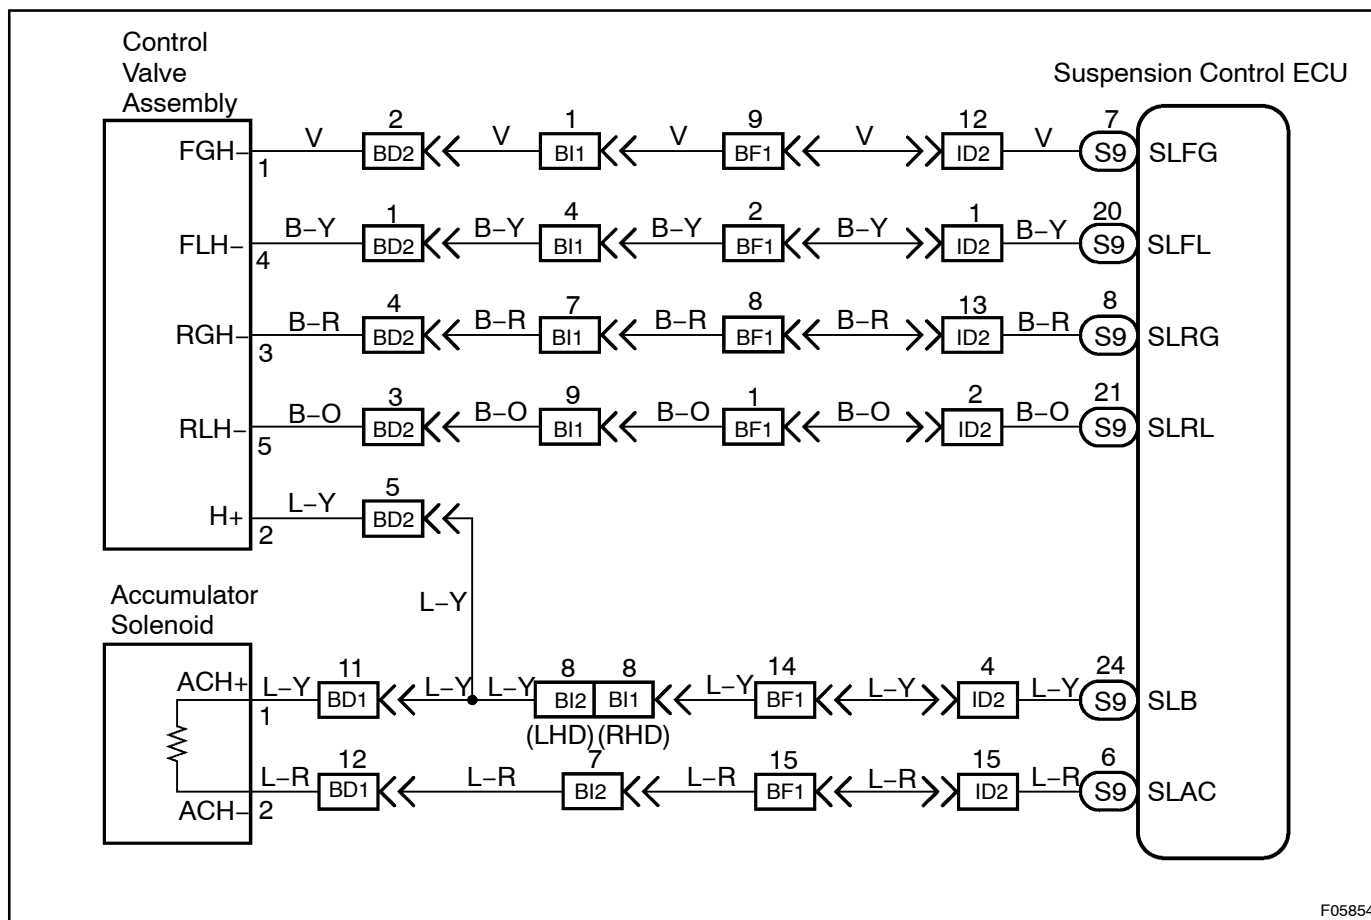 Control
Valve
Assembly
Suspension Control ECU
2 1 9 12 7
FGH− V V V V V SLFG
1 BD2 BI1 BF1 ID2 S9
1 4 2 1 20
FLH− B−Y B−Y B−Y B−Y B−Y SLFL
4 BD2 BI1 BF1 ID2 S9
4 7 8 13 8
RGH− B−R B−R B−R B−R B−R SLRG
3 BD2 BI1 BF1 ID2 S9
3 9 1 2 21
RLH− B−O B−O B−O B−O B−O SLRL
5 BD2 BI1 BF1 ID2 S9
5
H+ L−Y
2 BD2
L−Y
Accumulator
Solenoid
11 8 8 14 4 24
ACH+ L−Y L−Y L−Y L−Y L−Y L−Y SLB
1 BD1 BI2 BI1 BF1 ID2 S9
(LHD) (RHD)
12 7 15 15 6
L−R L−R L−R L−R L−R SLAC
ACH− 2 BD1 BI2 BF1 ID2 S9
F05854